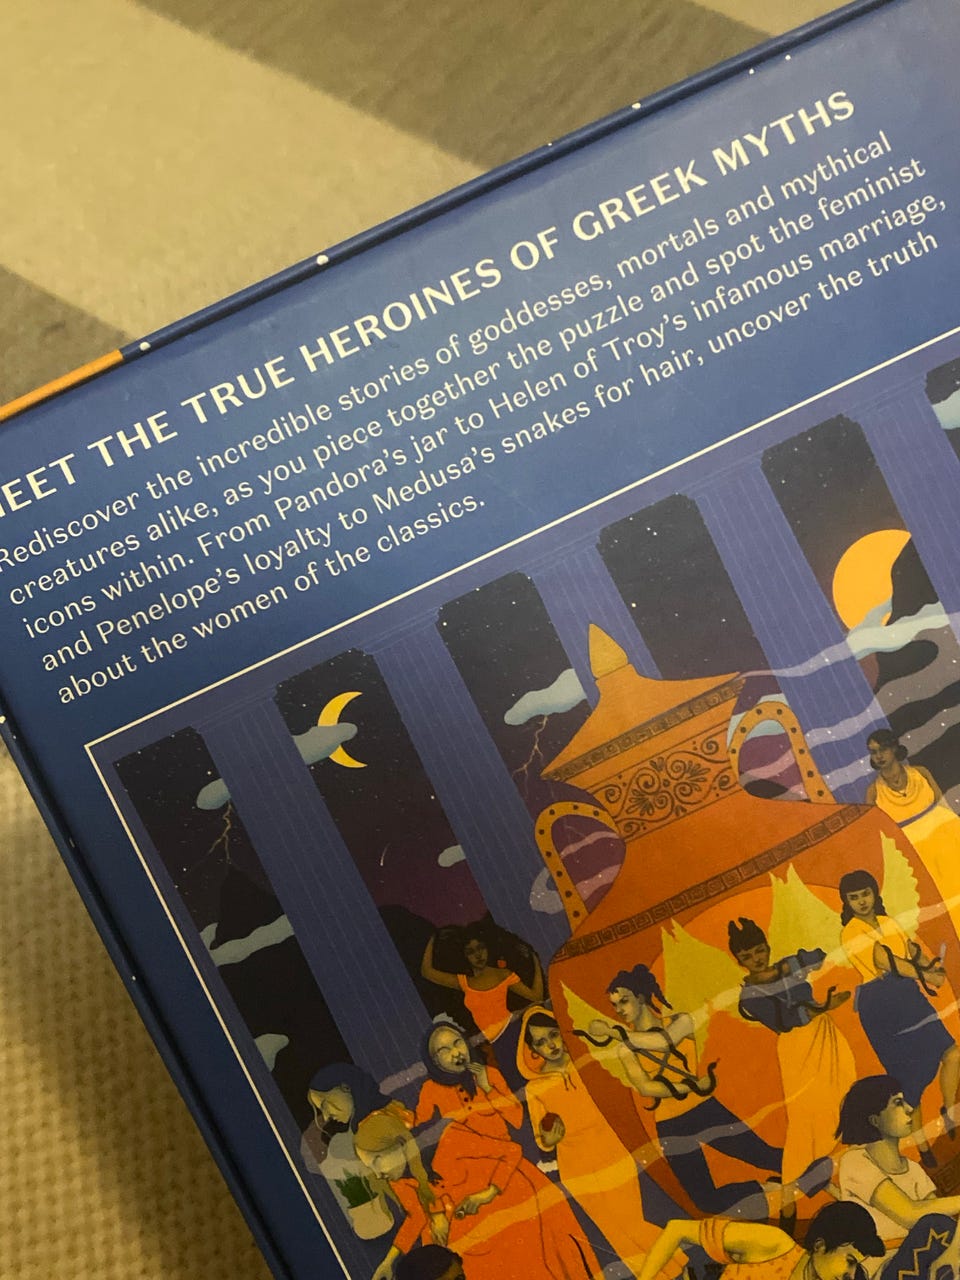 MEET THE TRUE HEROINES OF GREEK MYTHS
Rediscover the incredible stories of goddesses, mortals and mythical
creatures alike, as you piece together the puzzle and spot the feminist
icons within. From Pandora's jar to Helen of Troy's infamous marriage,
and Penelope's loyalty to Medusa's snakes for hair, uncover the truth
about the women of the classics.